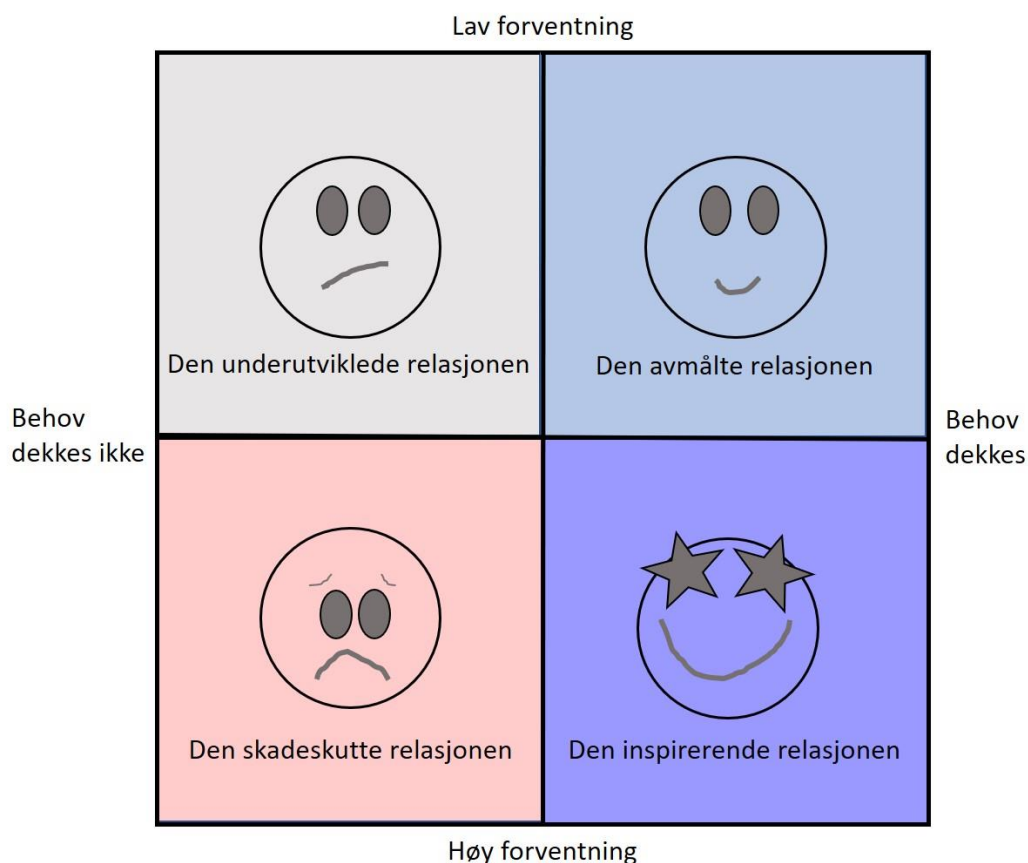 Lav forventning
Den underutviklede relasjonen
Den avmålte relasjonen
Behov
dekkes ikke
Behov
dekkes
Den skadeskutte relasjonen
Den inspirerende relasjonen
Høy forventning